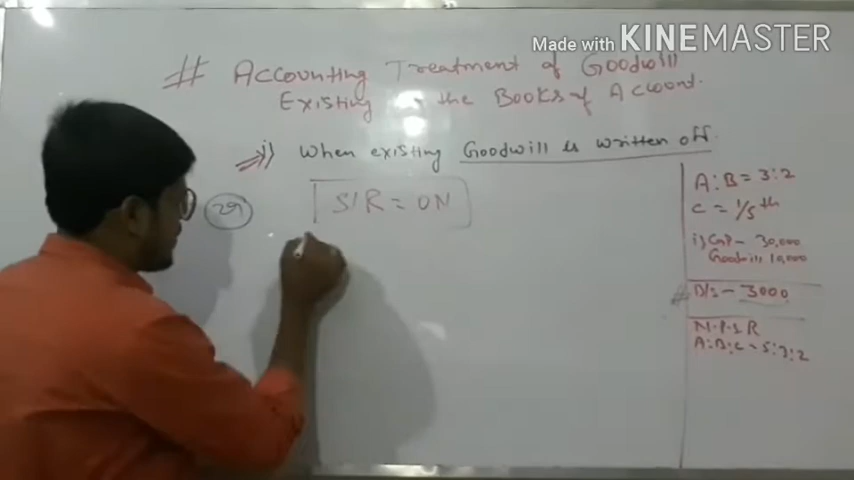 Made with KINEMASTER
# Accounting Treatment of Goodwill
Existing the Books of Account.
i) When existing Goodwill is written off
29 S/R = ON
A:B = 3:2
C = 1/5th
i) 30,000
Goodwill 10,000
B/S - 3000
N.P.S.R
A:B:C = 5:3:2